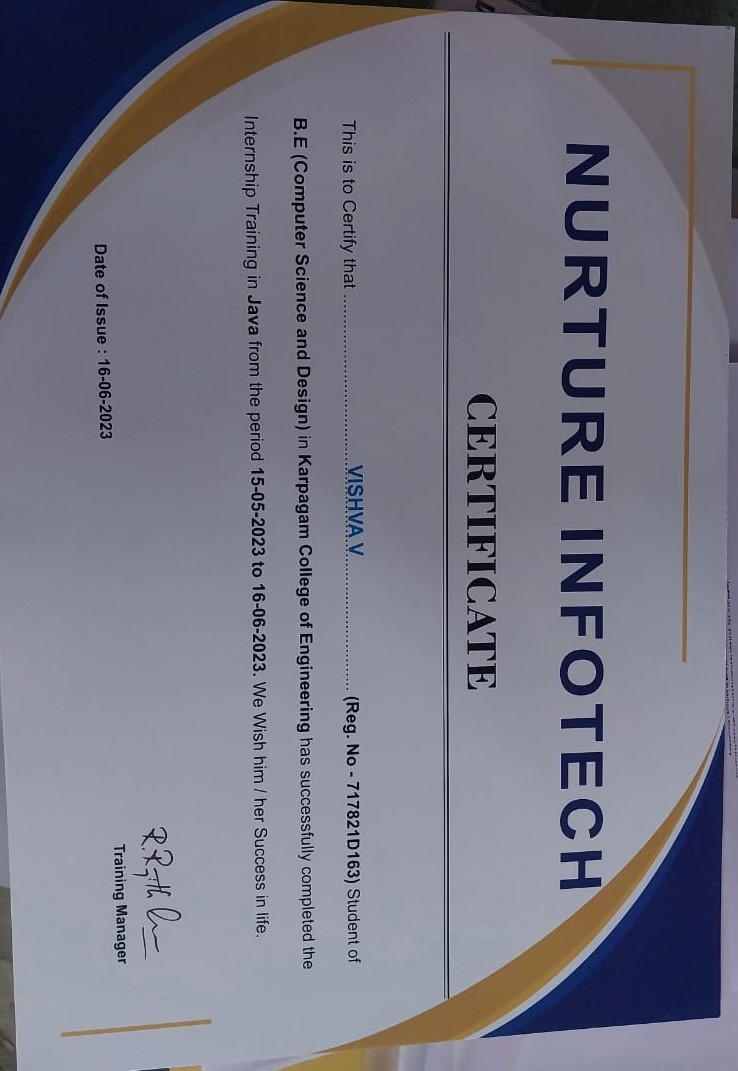 NURTURE INFOTECH
CERTIFICATE
This is to Certify that ........................................ VISHVA V ........................................ (Reg. No - 717821D163) Student of
B.E (Computer Science and Design) in Karpagam College of Engineering has successfully completed the
Internship Training in Java from the period 15-05-2023 to 16-06-2023. We Wish him / her Success in life.
Training Manager
Date of Issue : 16-06-2023